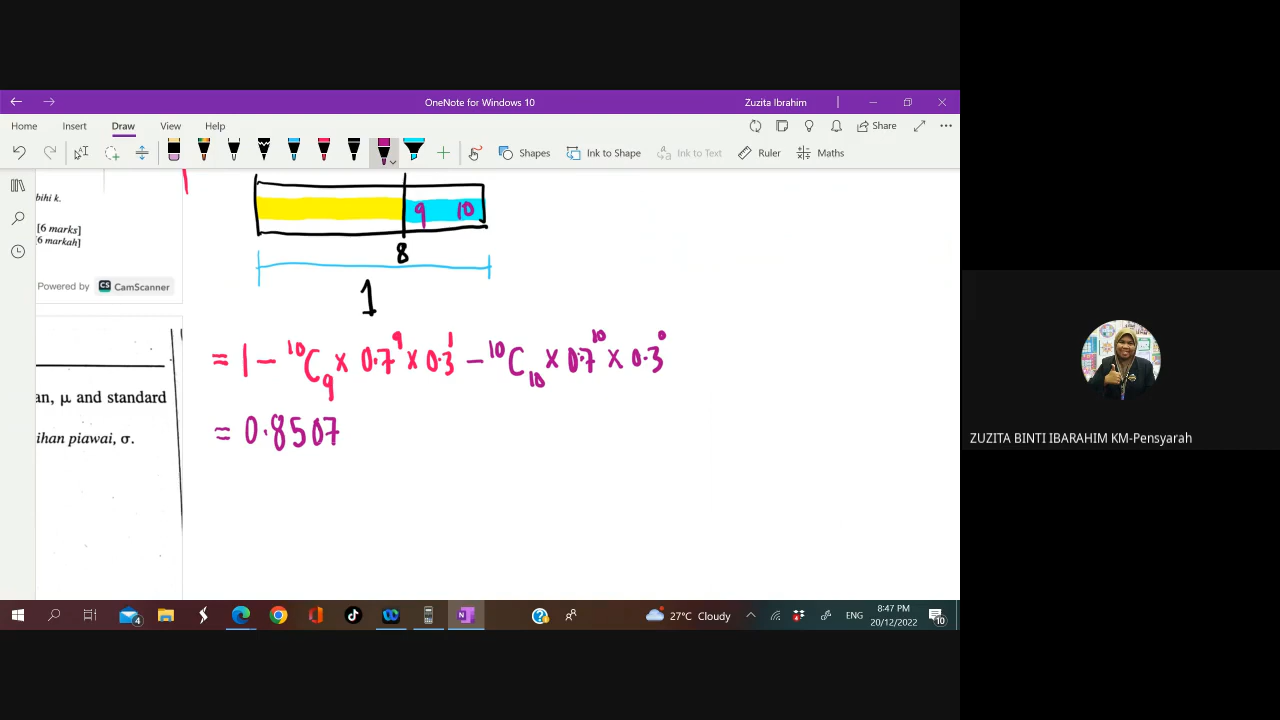 OneNote for Windows 10
Zuzita Ibrahim
Home Insert Draw View Help
Share
Shapes Ink to Shape Ink to Text Ruler Maths
bihi k.
[6 marks]
[6 markah]
Powered by CS CamScanner
9 10
8
1
= 1 - ¹⁰C₉ × 0.7⁹ × 0.3¹ - ¹⁰C₁₀ × 0.7¹⁰ × 0.3⁰
= 0.8507
an, μ and standard
ihan piawai, σ.
ZUZITA BINTI IBARAHIM KM-Pensyarah
4
27°C Cloudy
ENG
8:47 PM
20/12/2022
10